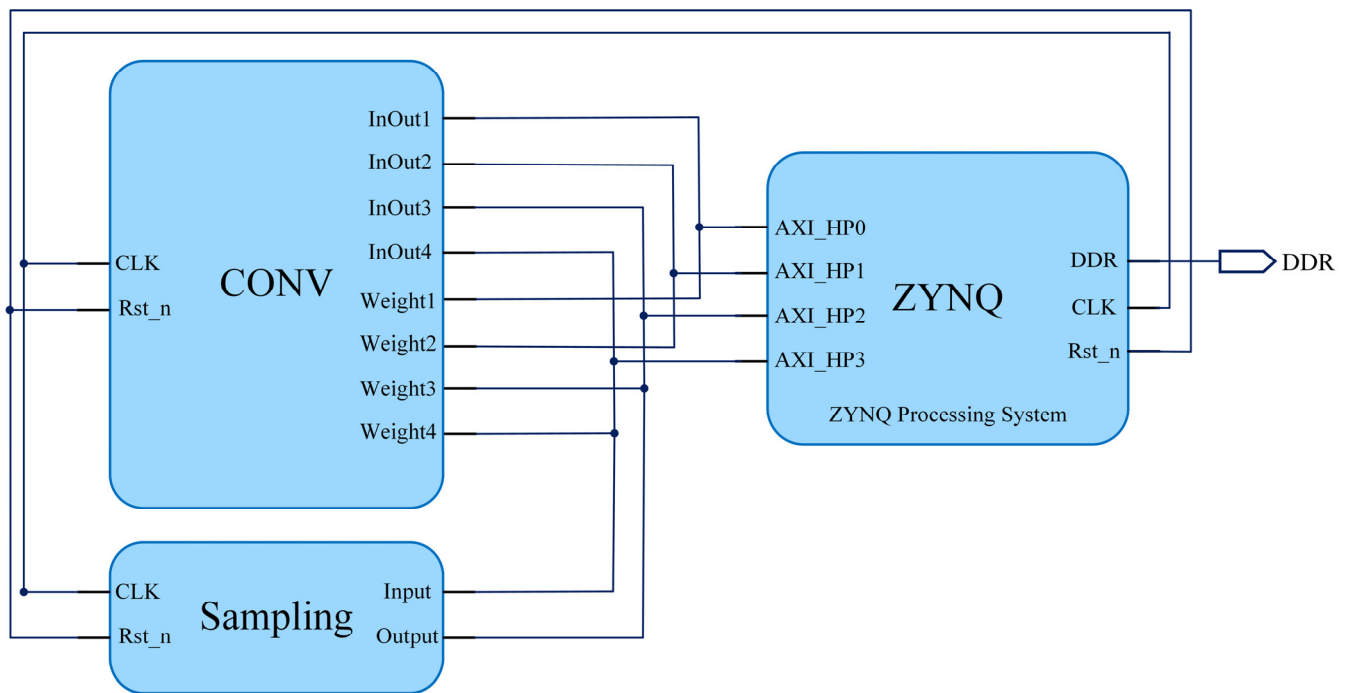 InOut1
InOut2
InOut3
InOut4
CLK
CONV
Rst_n
Weight1
Weight2
Weight3
Weight4
AXI_HP0
AXI_HP1
AXI_HP2
AXI_HP3
ZYNQ
DDR
CLK
Rst_n
ZYNQ Processing System
DDR
CLK
Sampling
Rst_n
Input
Output